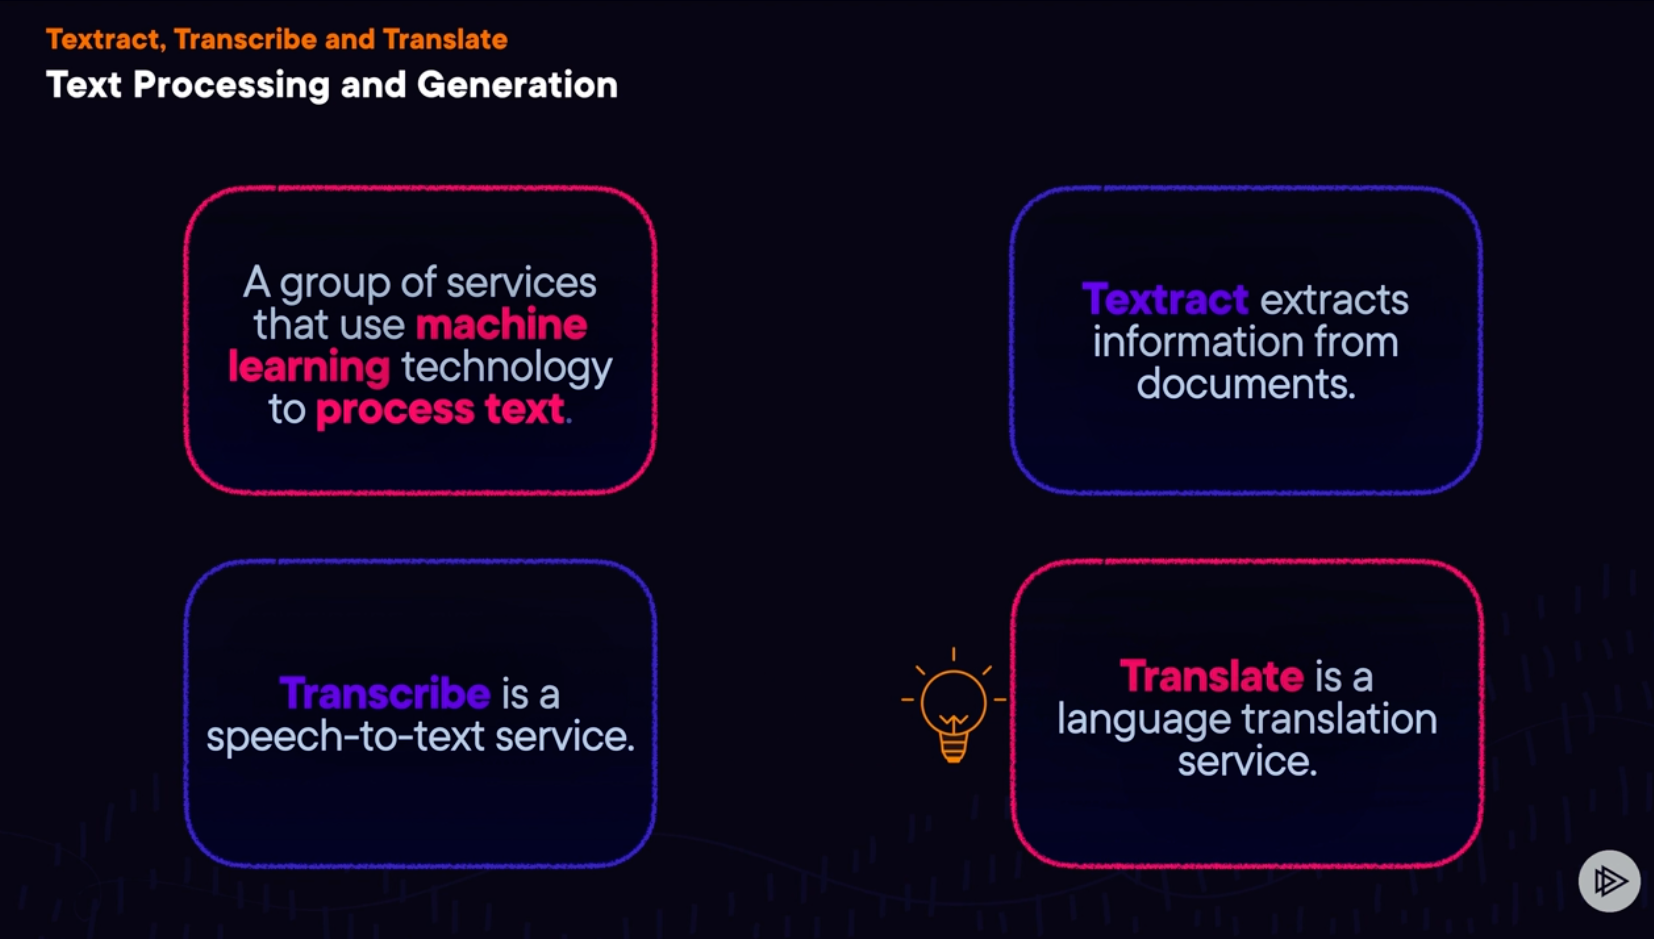 Textract, Transcribe and Translate
Text Processing and Generation
A group of services
that use machine
learning technology
to process text.
Textract extracts
information from
documents.
Transcribe is a
speech-to-text service.
Translate is a
language translation
service.